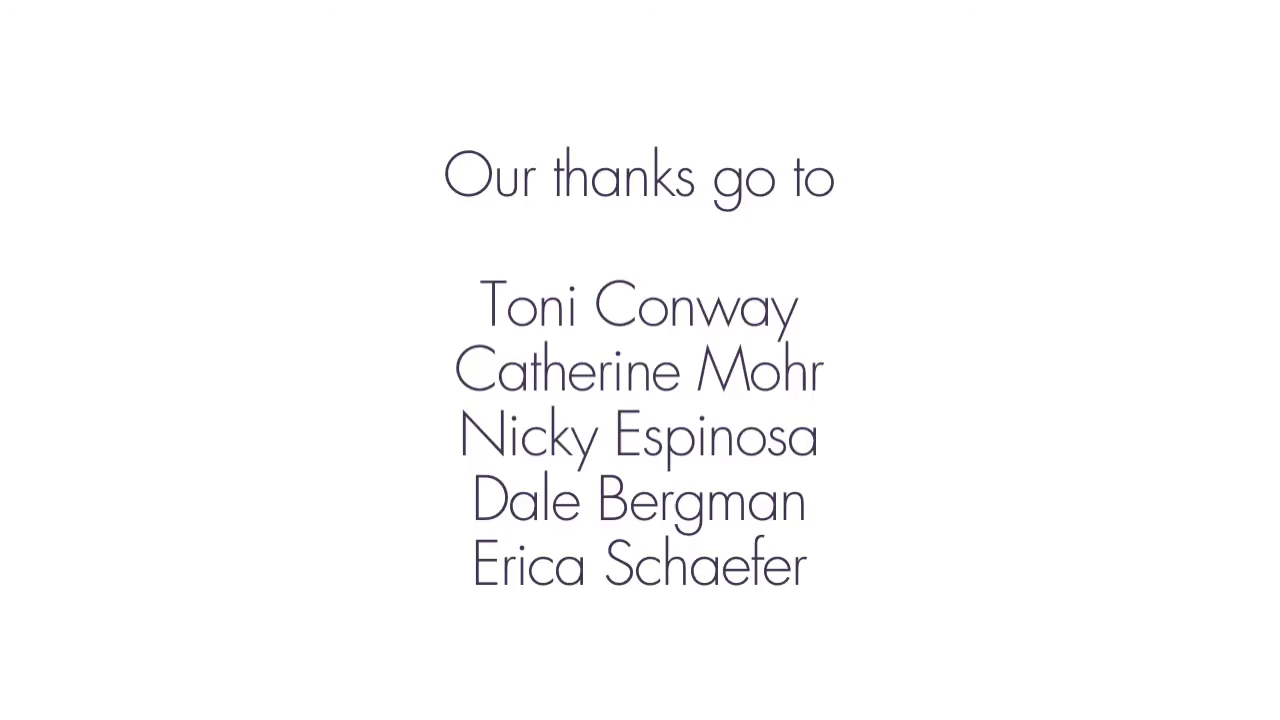 Our thanks go to
Toni Conway
Catherine Mohr
Nicky Espinosa
Dale Bergman
Erica Schaefer